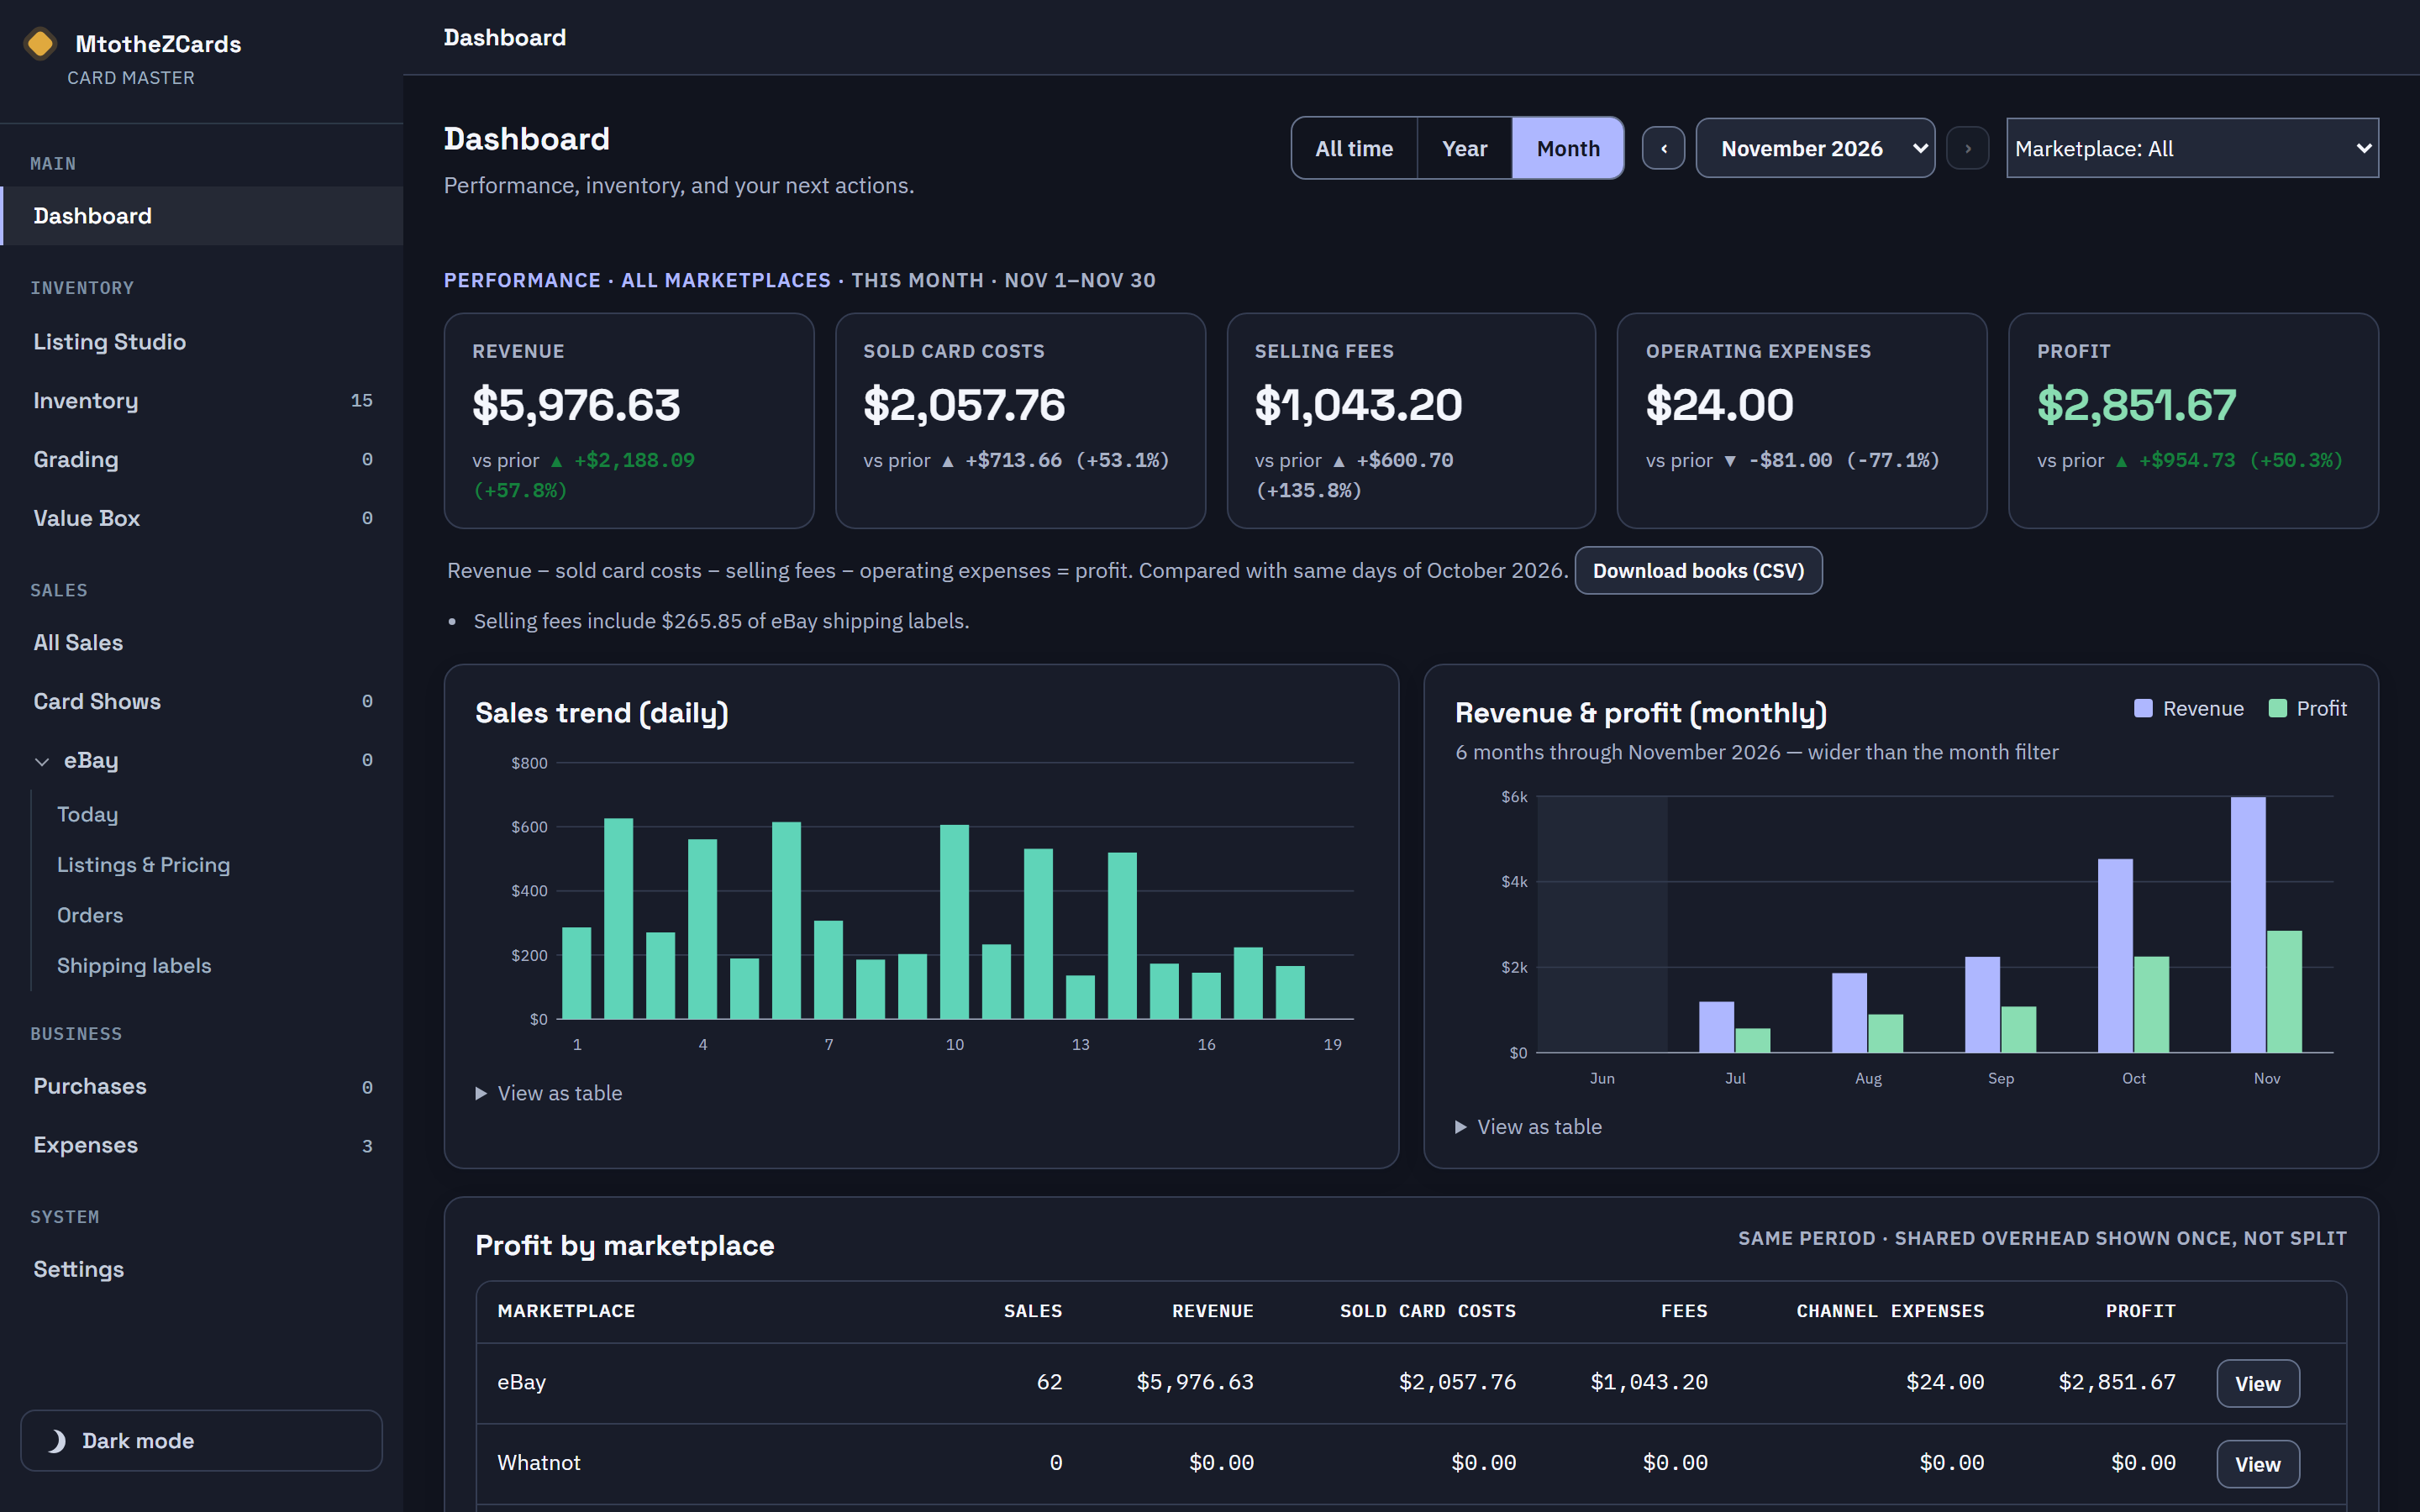 MtotheZCards
CARD MASTER
MAIN
Dashboard
INVENTORY
Listing Studio
Inventory 15
Grading 0
Value Box 0
SALES
All Sales
Card Shows 0
eBay 0
Today
Listings & Pricing
Orders
Shipping labels
BUSINESS
Purchases 0
Expenses 3
SYSTEM
Settings
Dark mode
Dashboard
Dashboard
Performance, inventory, and your next actions.
All time Year Month ‹ November 2026 › Marketplace: All
PERFORMANCE · ALL MARKETPLACES · THIS MONTH · NOV 1–NOV 30
REVENUE
$5,976.63
vs prior ▲ +$2,188.09
(+57.8%)
SOLD CARD COSTS
$2,057.76
vs prior ▲ +$713.66 (+53.1%)
SELLING FEES
$1,043.20
vs prior ▲ +$600.70
(+135.8%)
OPERATING EXPENSES
$24.00
vs prior ▼ -$81.00 (-77.1%)
PROFIT
$2,851.67
vs prior ▲ +$954.73 (+50.3%)
Revenue – sold card costs – selling fees – operating expenses = profit. Compared with same days of October 2026. Download books (CSV)
• Selling fees include $265.85 of eBay shipping labels.
Sales trend (daily)
$800
$600
$400
$200
$0
1 4 7 10 13 16 19
▶ View as table
Revenue & profit (monthly)
Revenue Profit
6 months through November 2026 — wider than the month filter
$6k
$4k
$2k
$0
Jun Jul Aug Sep Oct Nov
▶ View as table
Profit by marketplace
SAME PERIOD · SHARED OVERHEAD SHOWN ONCE, NOT SPLIT
MARKETPLACE SALES REVENUE SOLD CARD COSTS FEES CHANNEL EXPENSES PROFIT
eBay 62 $5,976.63 $2,057.76 $1,043.20 $24.00 $2,851.67 View
Whatnot 0 $0.00 $0.00 $0.00 $0.00 $0.00 View